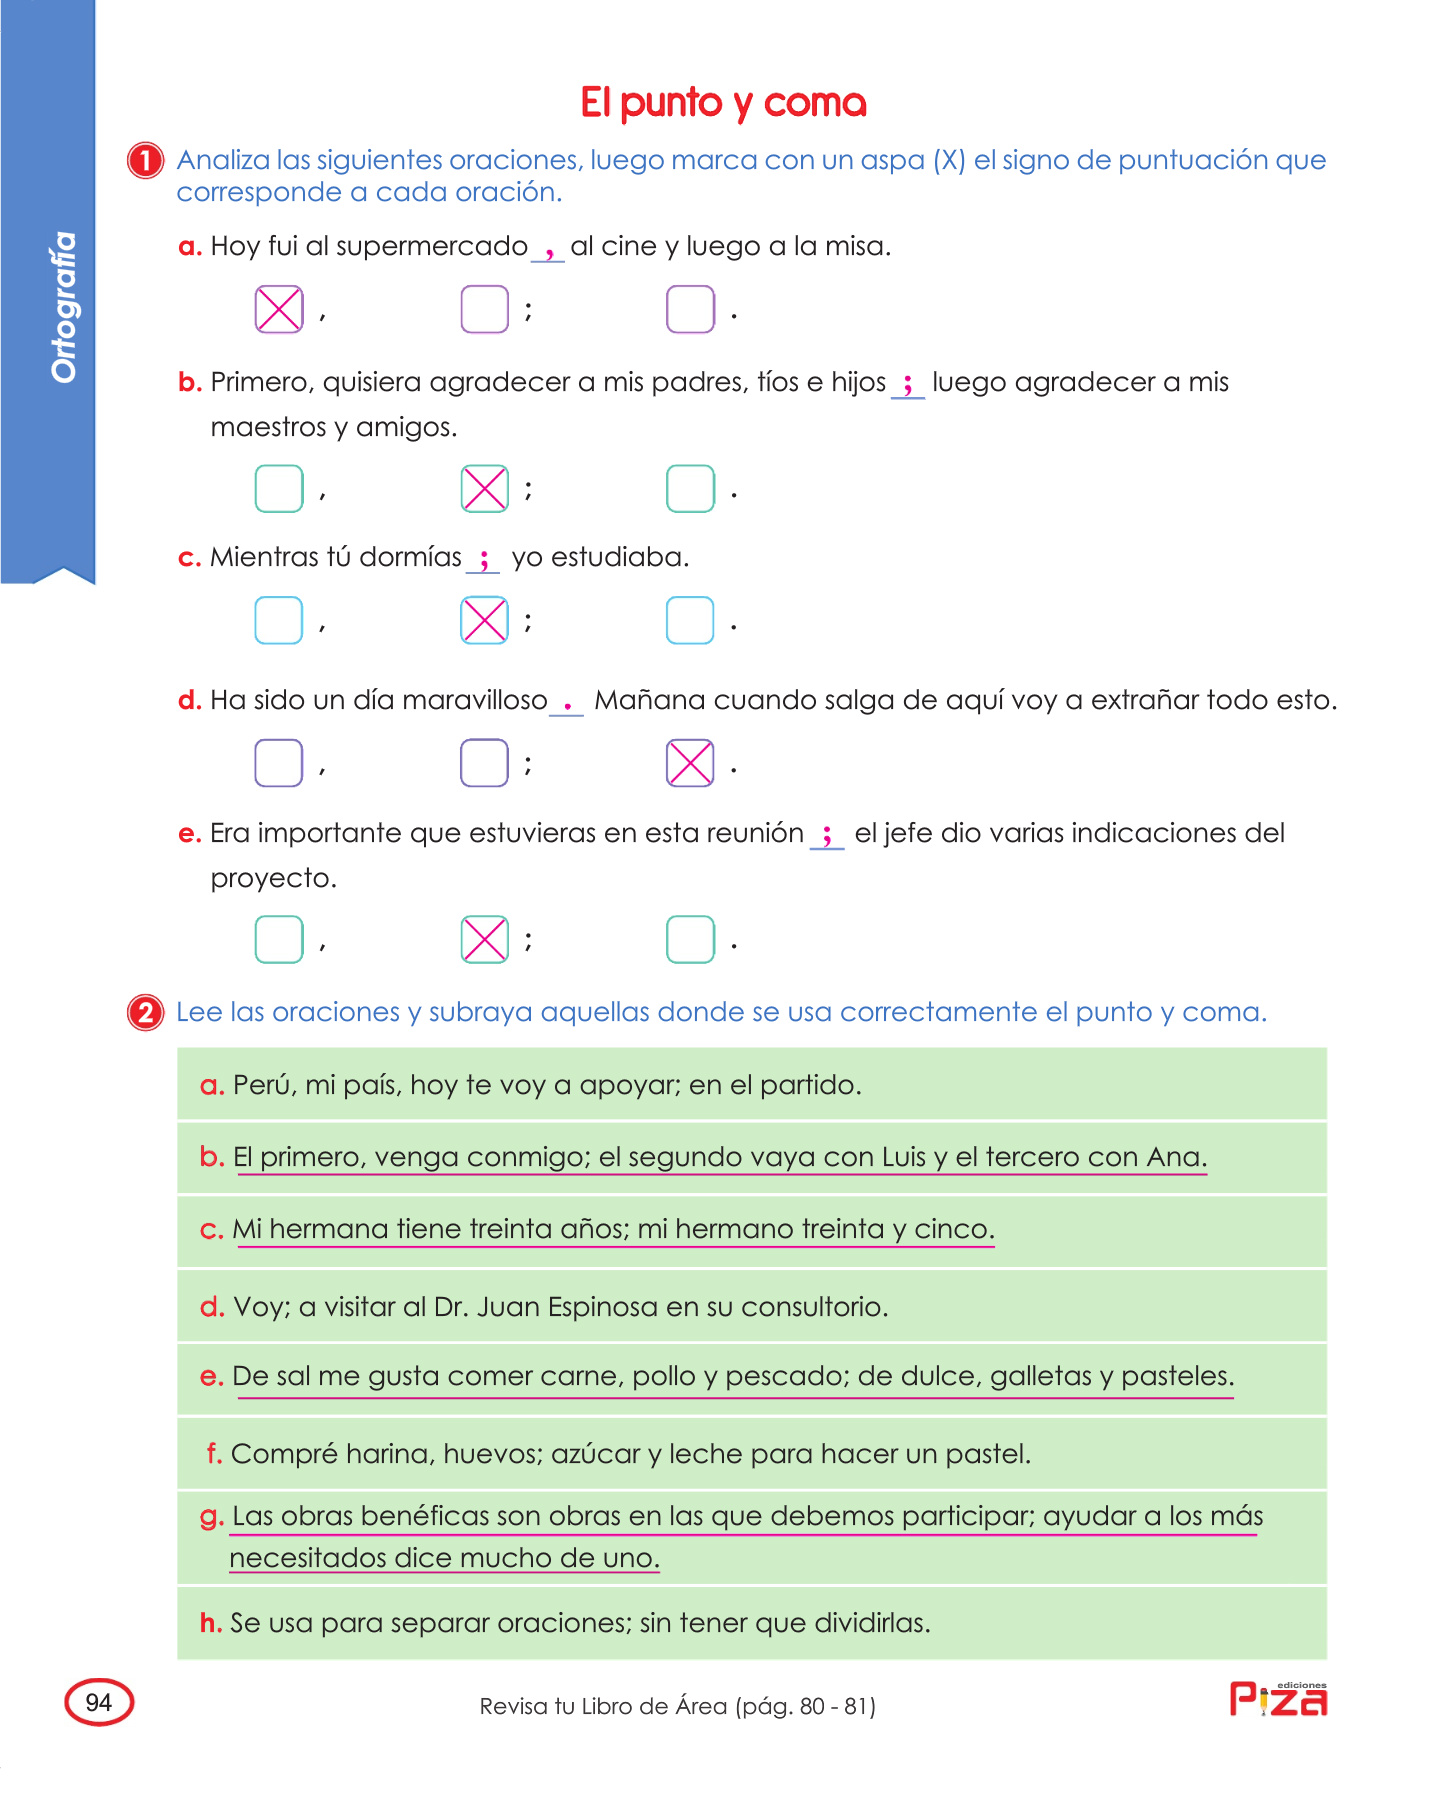 Ortografía
El punto y coma
1 Analiza las siguientes oraciones, luego marca con un aspa (X) el signo de puntuación que
corresponde a cada oración.
a. Hoy fui al supermercado , al cine y luego a la misa.
, ; .
b. Primero, quisiera agradecer a mis padres, tíos e hijos ; luego agradecer a mis
maestros y amigos.
, ; .
c. Mientras tú dormías ; yo estudiaba.
, ; .
d. Ha sido un día maravilloso . Mañana cuando salga de aquí voy a extrañar todo esto.
, ; .
e. Era importante que estuvieras en esta reunión ; el jefe dio varias indicaciones del
proyecto.
, ; .
2 Lee las oraciones y subraya aquellas donde se usa correctamente el punto y coma.
a. Perú, mi país, hoy te voy a apoyar; en el partido.
b. El primero, venga conmigo; el segundo vaya con Luis y el tercero con Ana.
c. Mi hermana tiene treinta años; mi hermano treinta y cinco.
d. Voy; a visitar al Dr. Juan Espinosa en su consultorio.
e. De sal me gusta comer carne, pollo y pescado; de dulce, galletas y pasteles.
f. Compré harina, huevos; azúcar y leche para hacer un pastel.
g. Las obras benéficas son obras en las que debemos participar; ayudar a los más
necesitados dice mucho de uno.
h. Se usa para separar oraciones; sin tener que dividirlas.
94
Revisa tu Libro de Área (pág. 80 - 81)
ediciones
Piza